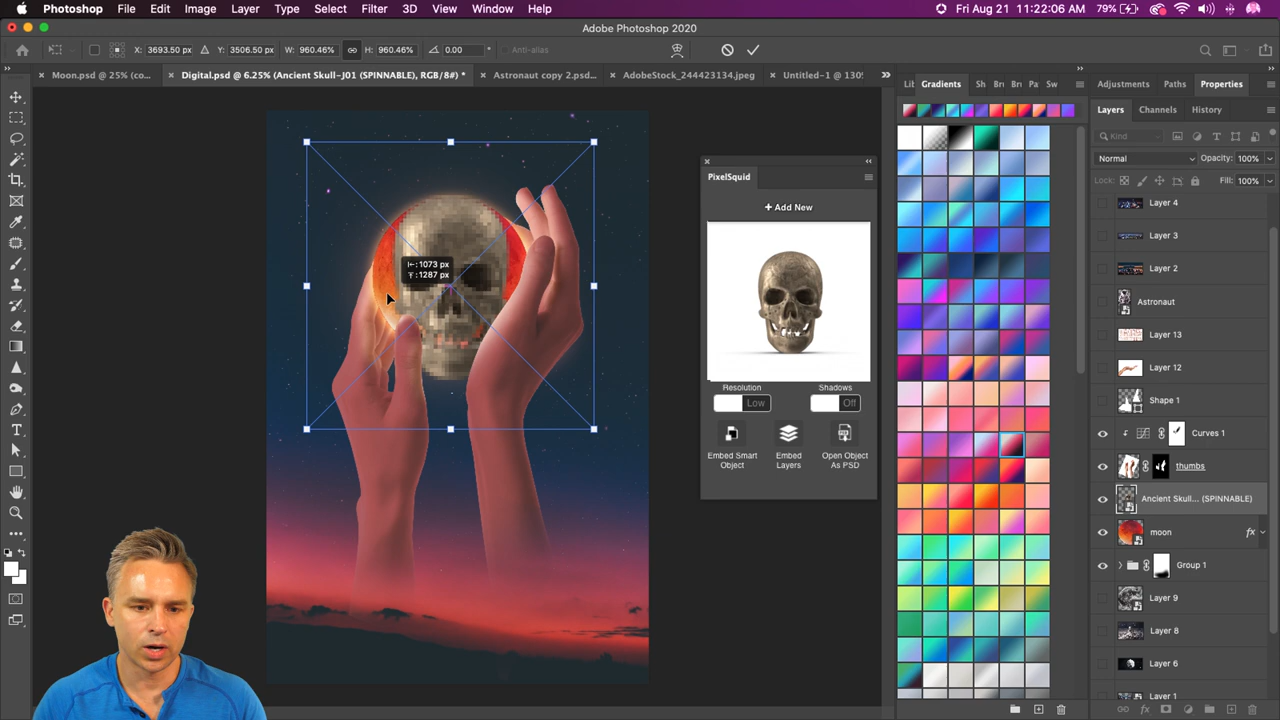 Photoshop File Edit Image Layer Type Select Filter 3D View Window Help
79% Fri Aug 21 11:22:06 AM
Adobe Photoshop 2020
X: 3693.50 px Y: 3506.50 px W: 960.46% H: 960.46% 0.00 ° Anti-alias
Moon.psd @ 25% (co...
Digital.psd @ 6.25% (Ancient Skull-J01 (SPINNABLE), RGB/8#) *
Astronaut copy 2.psd...
AdobeStock_244423134.jpeg
Untitled-1 @ 130%
Gradients Sh Br Br Pa Sw
Adjustments Paths Properties
Layers Channels History
Kind
Normal Opacity: 100%
Lock: Fill: 100%
Layer 4
Layer 3
Layer 2
Astronaut
Layer 13
Layer 12
Shape 1
Curves 1
thumbs
Ancient Skull... (SPINNABLE)
moon fx
Group 1
Layer 9
Layer 8
Layer 6
Layer 1
PixelSquid
+ Add New
Resolution Shadows
Low Off
Embed Smart Object
Embed Layers
Open Object As PSD
: 1073 px
: 1287 px